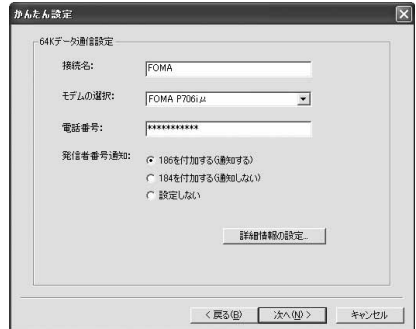 かんたん設定
64Kデータ通信設定
接続名: FOMA
モデムの選択: FOMA P706iμ
電話番号: ***********
発信者番号通知: 186を付加する(通知する)
184を付加する(通知しない)
設定しない
詳細情報の設定...
< 戻る(B) 次へ(N) > キャンセル